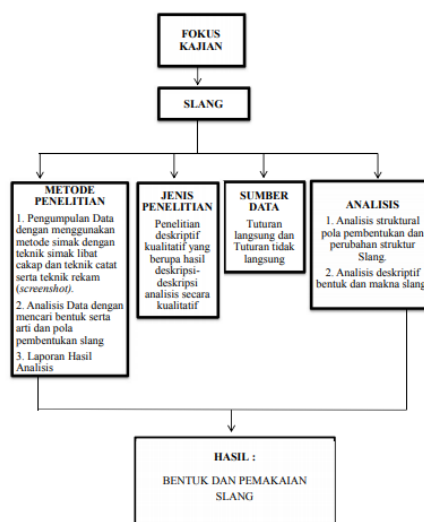 FOKUS
KAJIAN
SLANG
METODE
PENELITIAN
1. Pengumpulan Data
dengan menggunakan
metode simak dengan
teknik simak libat
cakap dan teknik catat
serta teknik rekam
(screenshot).
2. Analisis Data dengan
mencari bentuk serta
arti dan pola
pembentukan slang
3. Laporan Hasil
Analisis
JENIS
PENELITIAN
Penelitian
deskriptif
kualitatif yang
berupa hasil
deskripsi-
deskripsi
analisis secara
kualitatif
SUMBER
DATA
Tuturan
langsung dan
Tuturan tidak
langsung
ANALISIS
1. Analisis struktural
pola pembentukan dan
perubahan struktur
Slang.
2. Analisis deskriptif
bentuk dan makna slang
HASIL :
BENTUK DAN PEMAKAIAN
SLANG